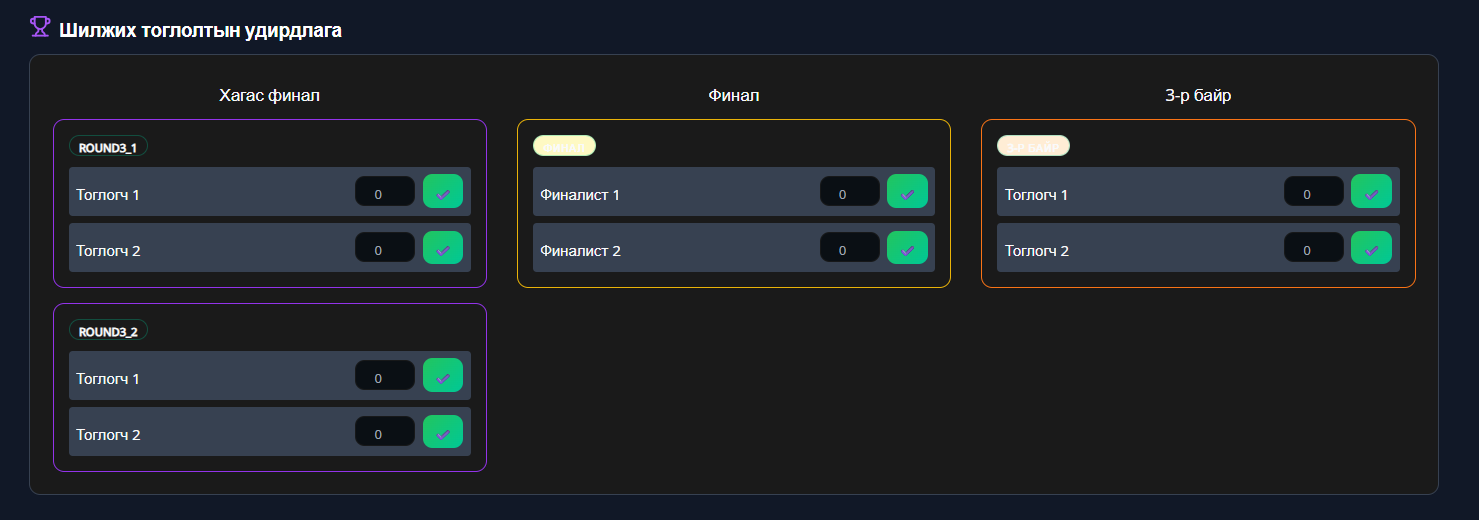 Шилжих тоглолтын удирдлага
Хагас финал
ROUND3_1
Тоглогч 1 0
Тоглогч 2 0
ROUND3_2
Тоглогч 1 0
Тоглогч 2 0
Финал
ФИНАЛ
Финалист 1 0
Финалист 2 0
3-р байр
3-Р БАЙР
Тоглогч 1 0
Тоглогч 2 0